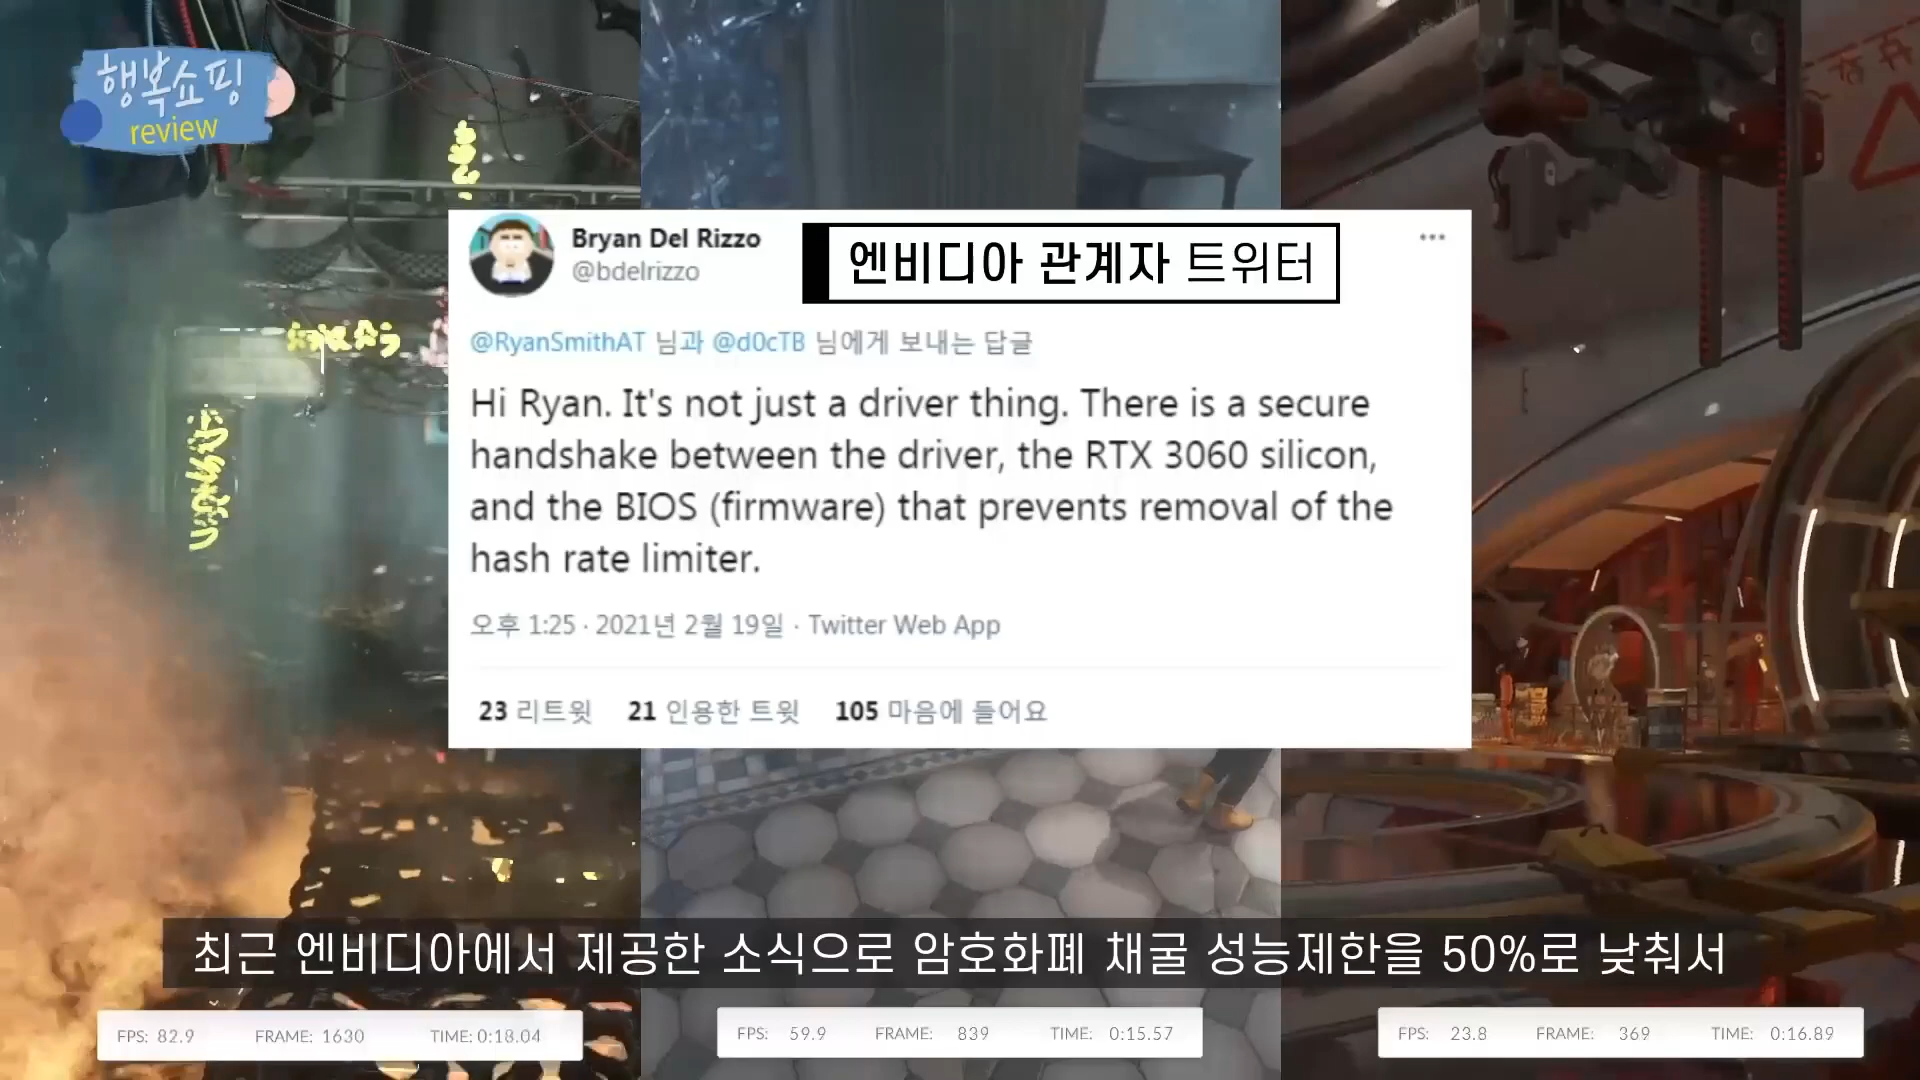 행복쇼핑
review
Bryan Del Rizzo
@bdelrizzo
엔비디아 관계자 트위터
@RyanSmithAT 님과 @d0cTB 님에게 보내는 답글
Hi Ryan. It's not just a driver thing. There is a secure
handshake between the driver, the RTX 3060 silicon,
and the BIOS (firmware) that prevents removal of the
hash rate limiter.
오후 1:25 · 2021년 2월 19일 · Twitter Web App
23 리트윗 21 인용한 트윗 105 마음에 들어요
최근 엔비디아에서 제공한 소식으로 암호화폐 채굴 성능제한을 50%로 낮춰서
FPS: 82.9 FRAME: 1630 TIME: 0:18.04
FPS: 59.9 FRAME: 839 TIME: 0:15.57
FPS: 23.8 FRAME: 369 TIME: 0:16.89